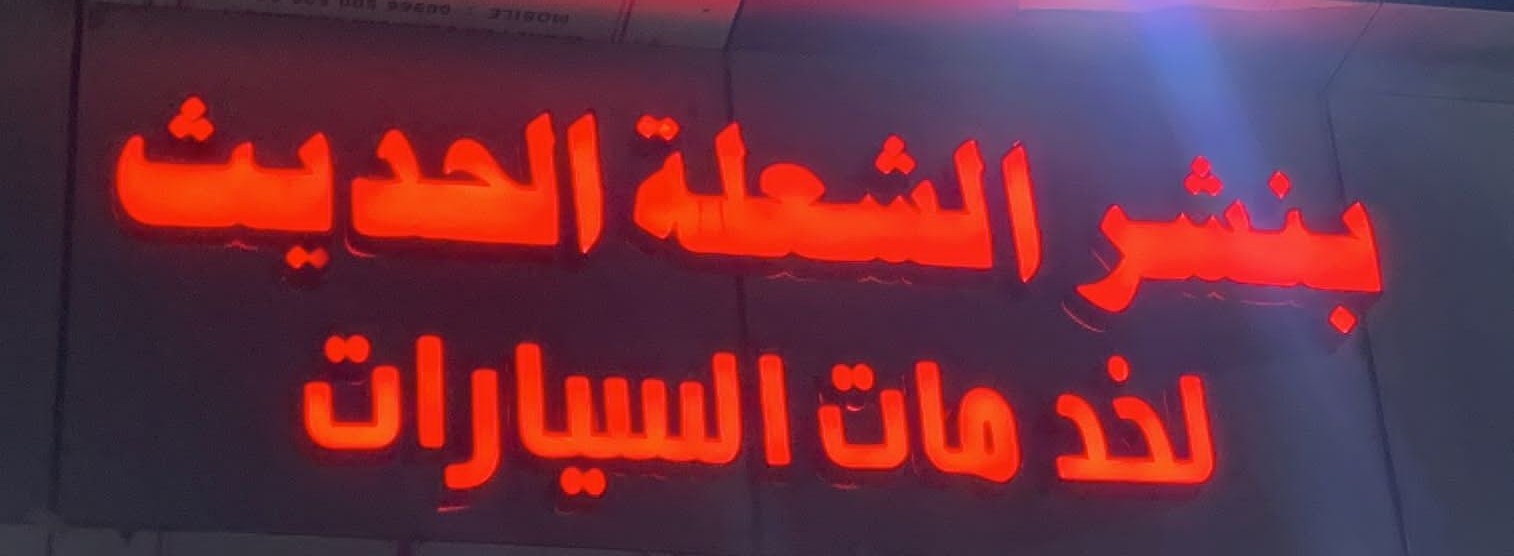 بنشر الشعلة الحديث
لخدمات السيارات